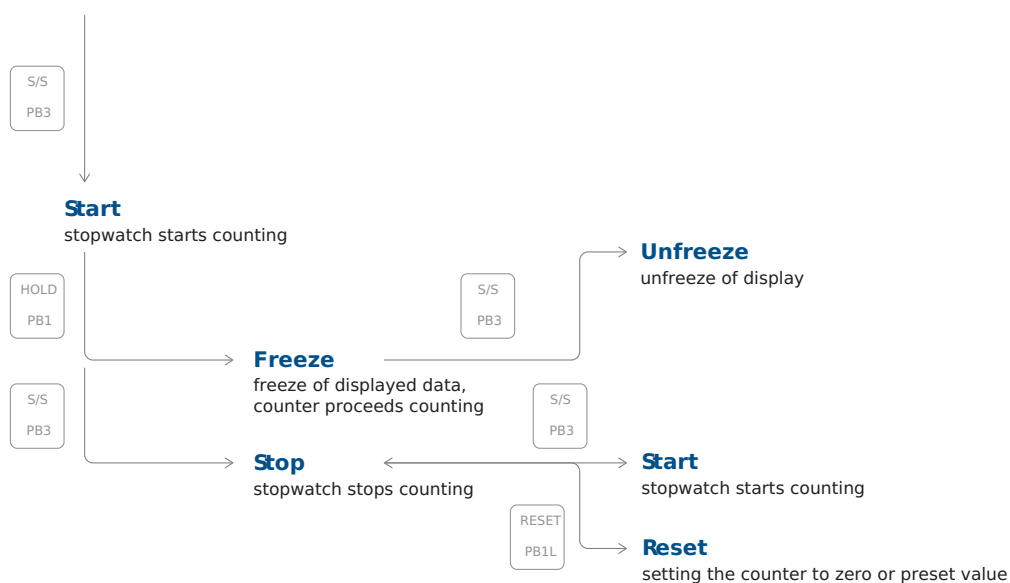 S/S
PB3
Start
stopwatch starts counting
HOLD
PB1
S/S
PB3
Unfreeze
unfreeze of display
Freeze
freeze of displayed data,
counter proceeds counting
S/S
PB3
S/S
PB3
Stop
stopwatch stops counting
Start
stopwatch starts counting
RESET
PB1L
Reset
setting the counter to zero or preset value